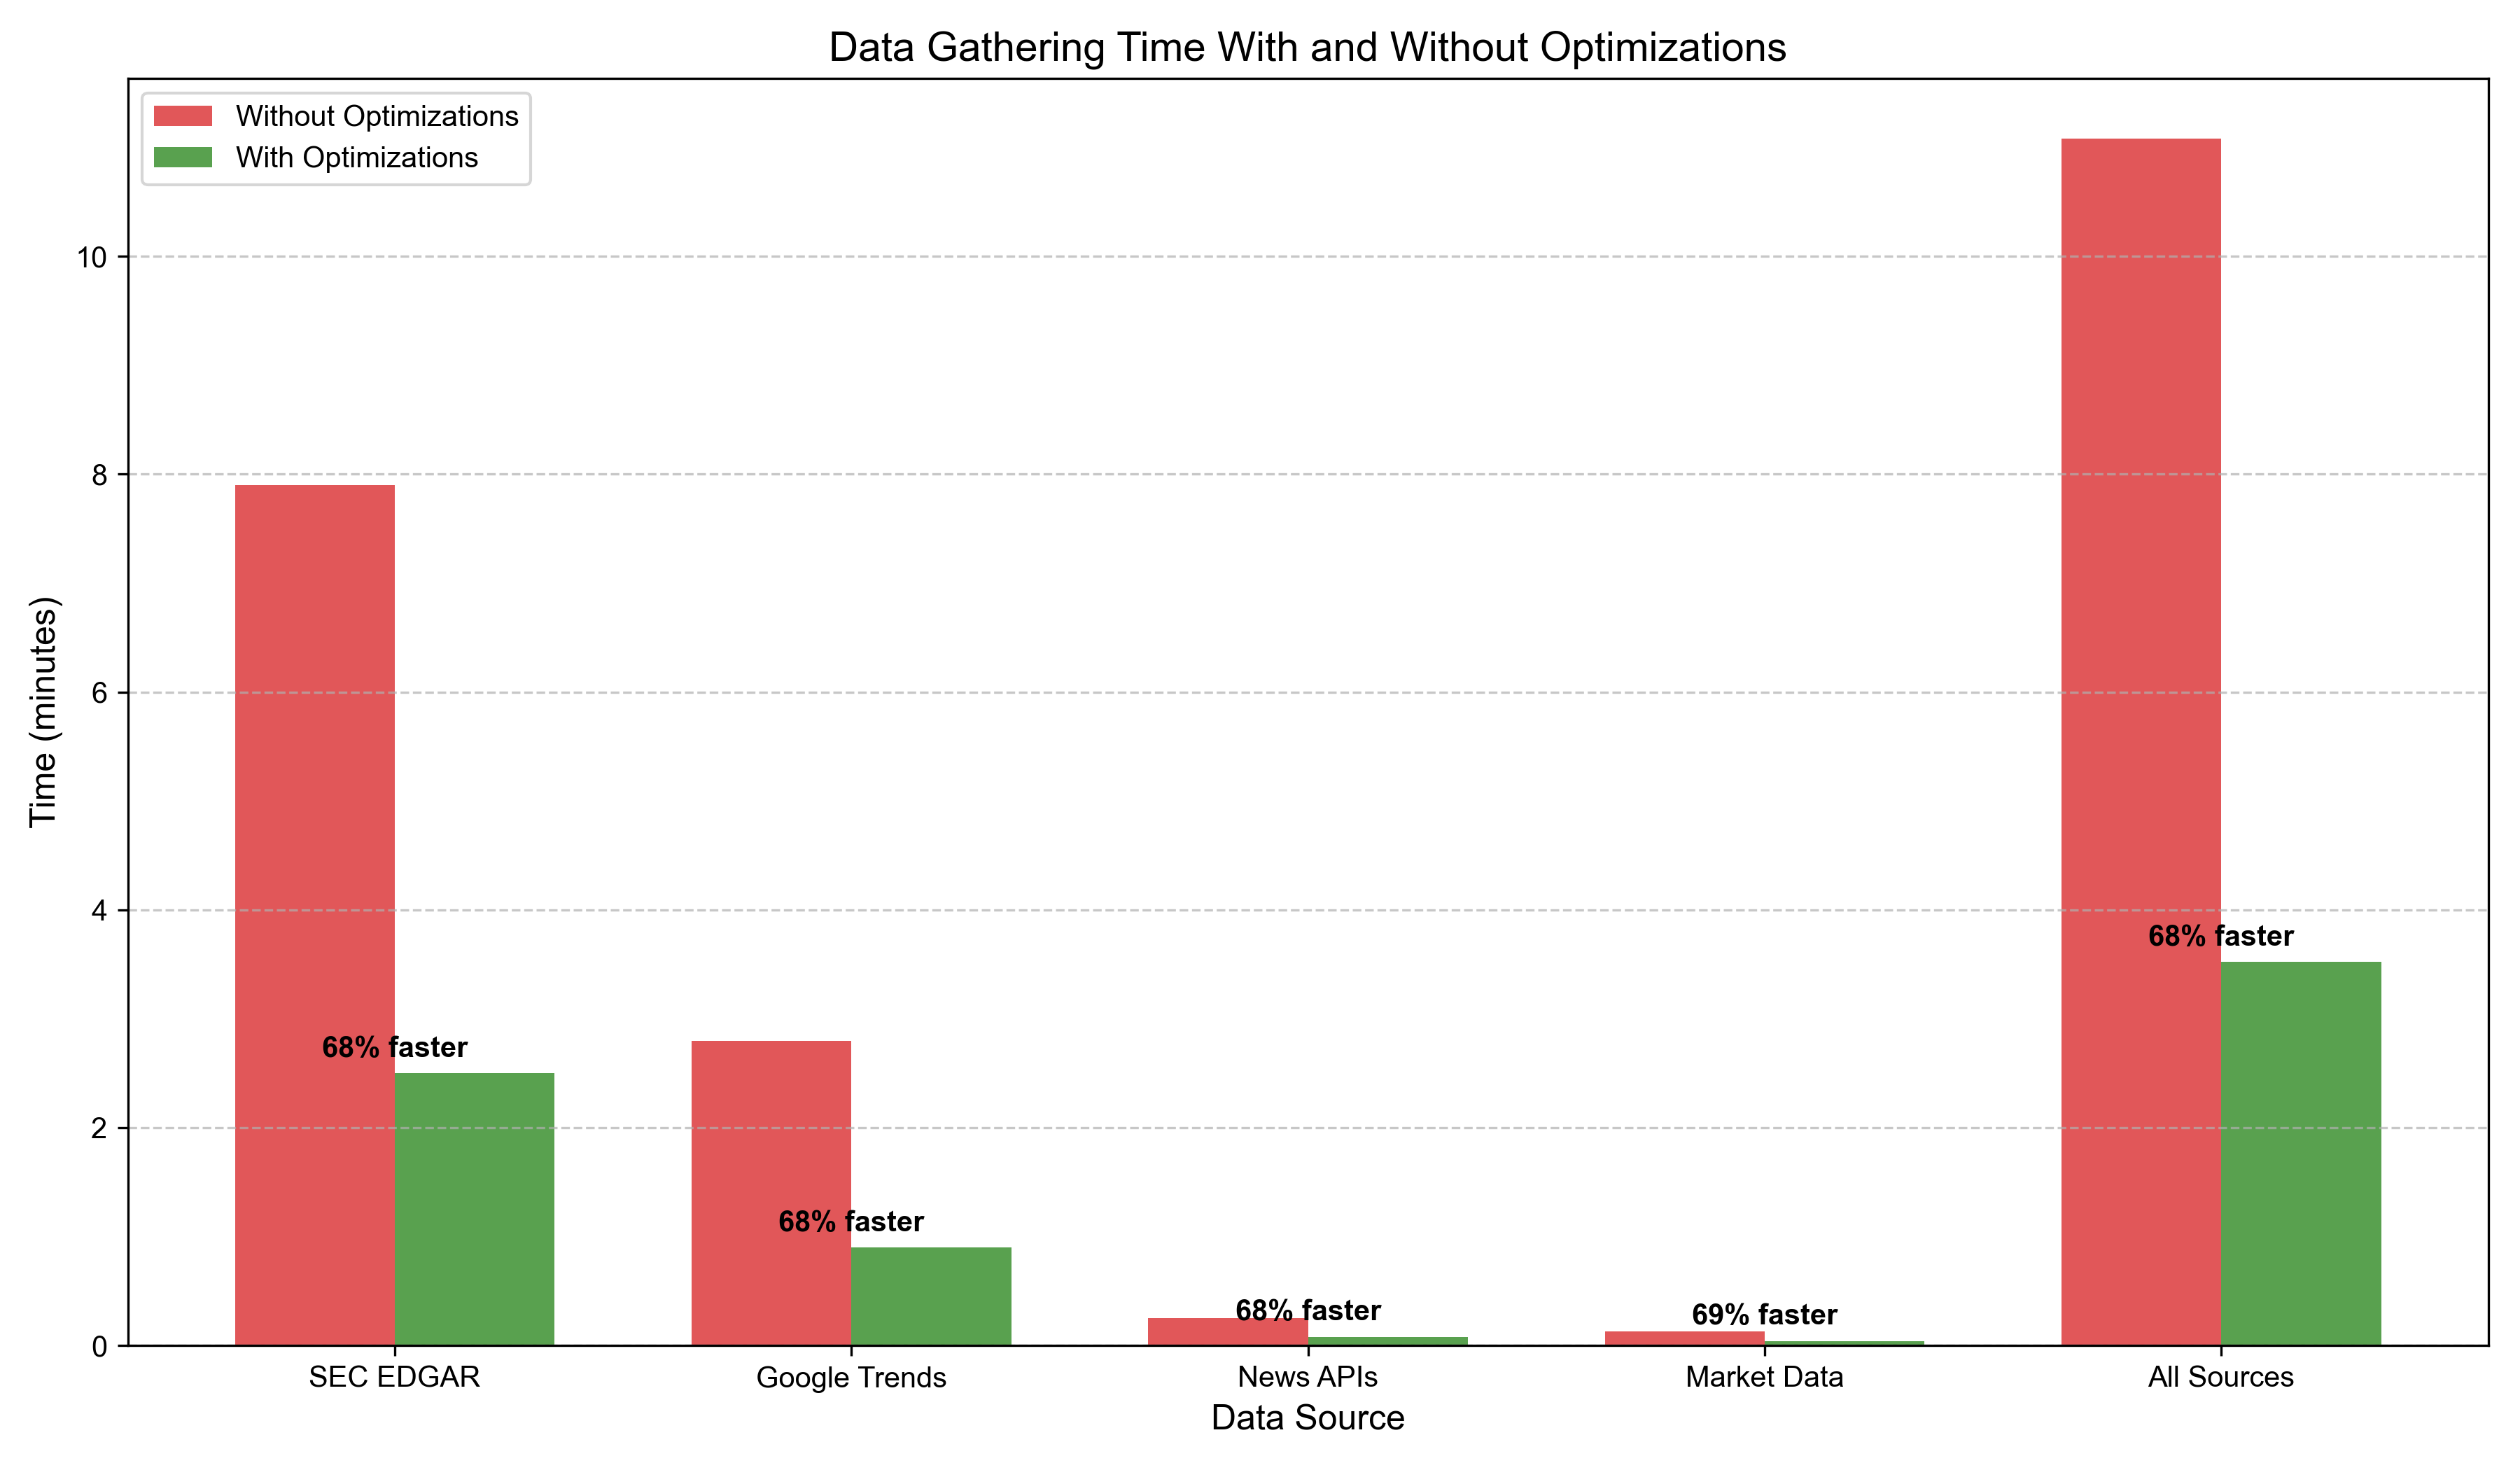 Data Gathering Time With and Without Optimizations
Without Optimizations
With Optimizations
Time (minutes)
10
8
6
4
2
0
68% faster
68% faster
68% faster
69% faster
68% faster
SEC EDGAR
Google Trends
News APIs
Market Data
All Sources
Data Source